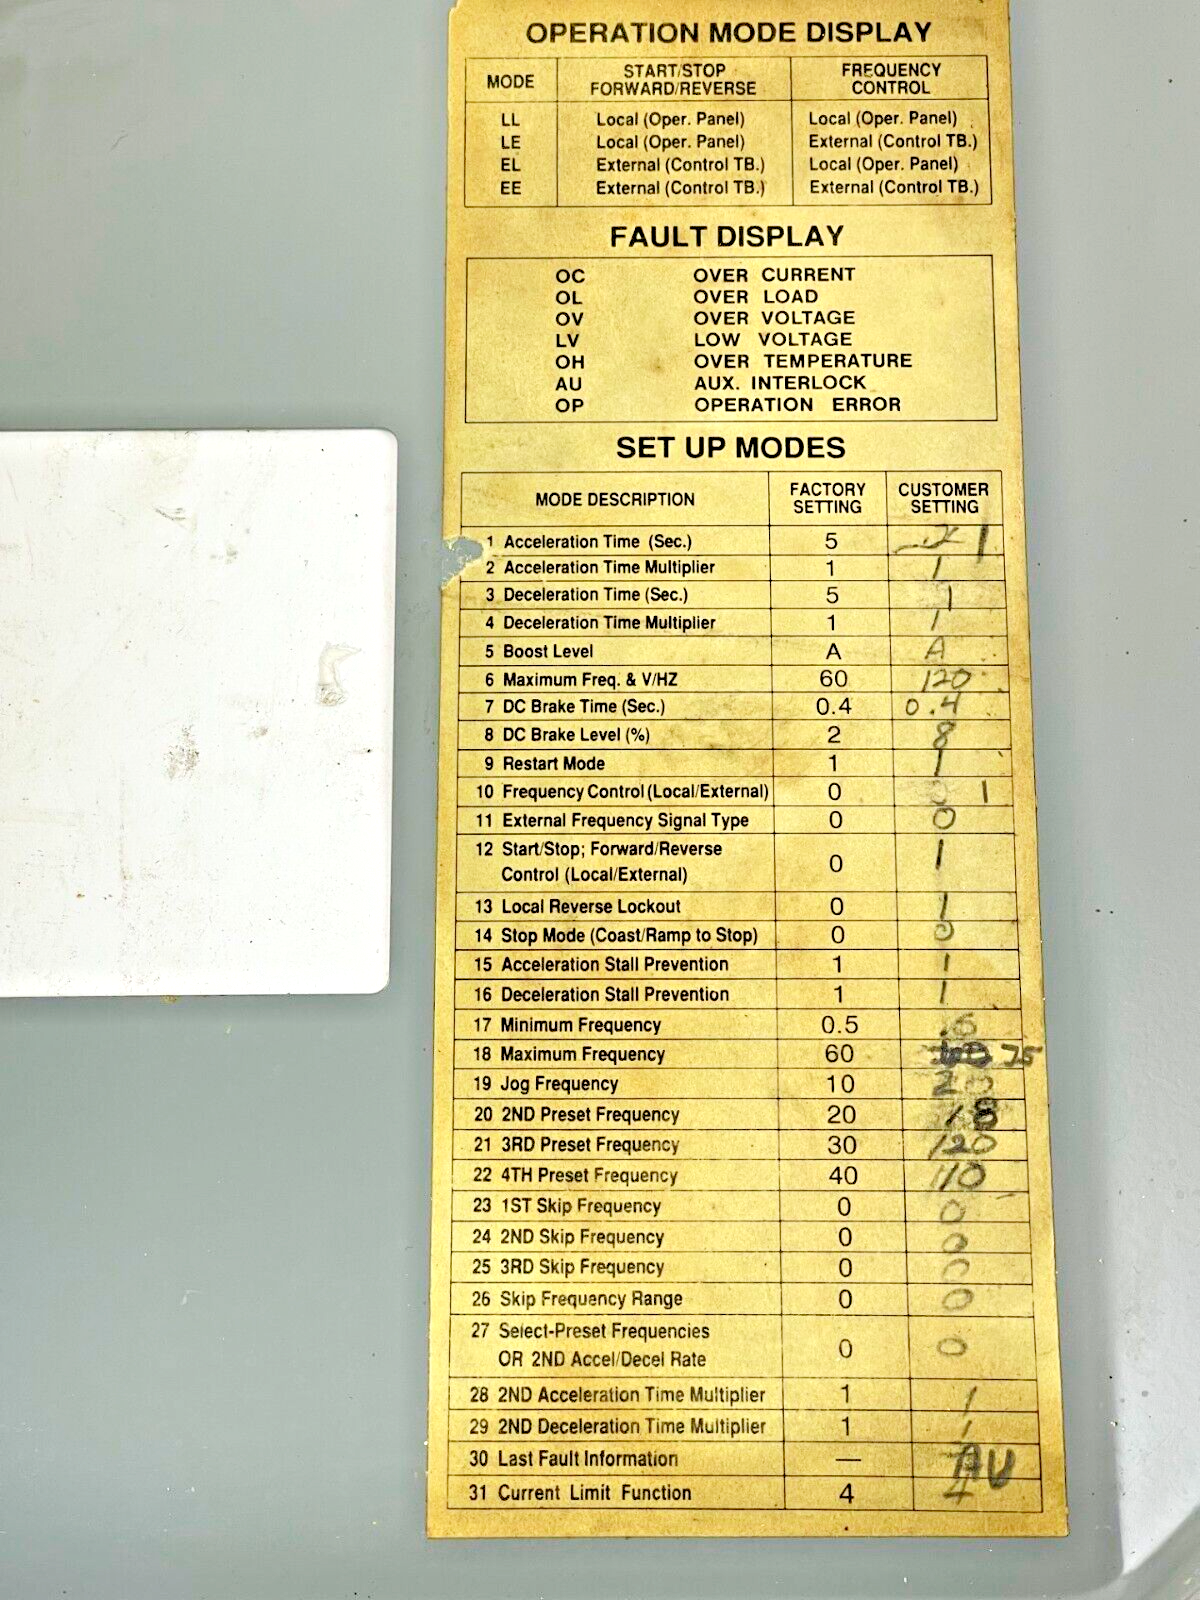 OPERATION MODE DISPLAY
MODE START/STOP FORWARD/REVERSE FREQUENCY CONTROL
LL Local (Oper. Panel) Local (Oper. Panel)
LE Local (Oper. Panel) External (Control TB.)
EL External (Control TB.) Local (Oper. Panel)
EE External (Control TB.) External (Control TB.)
FAULT DISPLAY
OC OVER CURRENT
OL OVER LOAD
OV OVER VOLTAGE
LV LOW VOLTAGE
OH OVER TEMPERATURE
AU AUX. INTERLOCK
OP OPERATION ERROR
SET UP MODES
MODE DESCRIPTION FACTORY SETTING CUSTOMER SETTING
1 Acceleration Time (Sec.) 5 .2 1
2 Acceleration Time Multiplier 1 1
3 Deceleration Time (Sec.) 5 1
4 Deceleration Time Multiplier 1 1
5 Boost Level A A
6 Maximum Freq. & V/HZ 60 120
7 DC Brake Time (Sec.) 0.4 0.4
8 DC Brake Level (%) 2 8
9 Restart Mode 1 1
10 Frequency Control (Local/External) 0 0 1
11 External Frequency Signal Type 0 0
12 Start/Stop; Forward/Reverse
Control (Local/External) 0 1
13 Local Reverse Lockout 0 1
14 Stop Mode (Coast/Ramp to Stop) 0 0
15 Acceleration Stall Prevention 1 1
16 Deceleration Stall Prevention 1 1
17 Minimum Frequency 0.5
18 Maximum Frequency 60 75
19 Jog Frequency 10
20 2ND Preset Frequency 20 18
21 3RD Preset Frequency 30 120
22 4TH Preset Frequency 40 110
23 1ST Skip Frequency 0 0
24 2ND Skip Frequency 0 0
25 3RD Skip Frequency 0 0
26 Skip Frequency Range 0 0
27 Select-Preset Frequencies
OR 2ND Accel/Decel Rate 0 0
28 2ND Acceleration Time Multiplier 1 1
29 2ND Deceleration Time Multiplier 1 1
30 Last Fault Information — AU
31 Current Limit Function 4